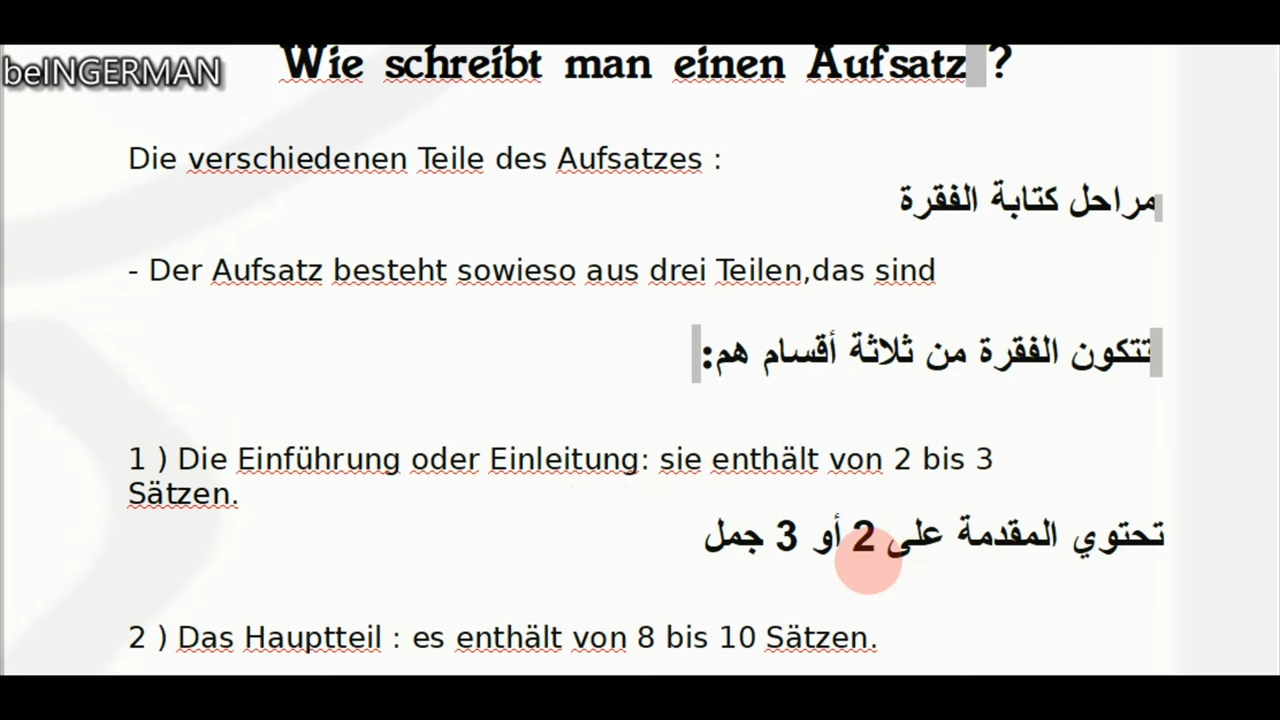 beINGERMAN
Wie schreibt man einen Aufsatz ?
Die verschiedenen Teile des Aufsatzes :
مراحل كتابة الفقرة
- Der Aufsatz besteht sowieso aus drei Teilen,das sind
تتكون الفقرة من ثلاثة أقسام هم:
1 ) Die Einführung oder Einleitung: sie enthält von 2 bis 3
Sätzen.
تحتوي المقدمة على 2 أو 3 جمل
2 ) Das Hauptteil : es enthält von 8 bis 10 Sätzen.